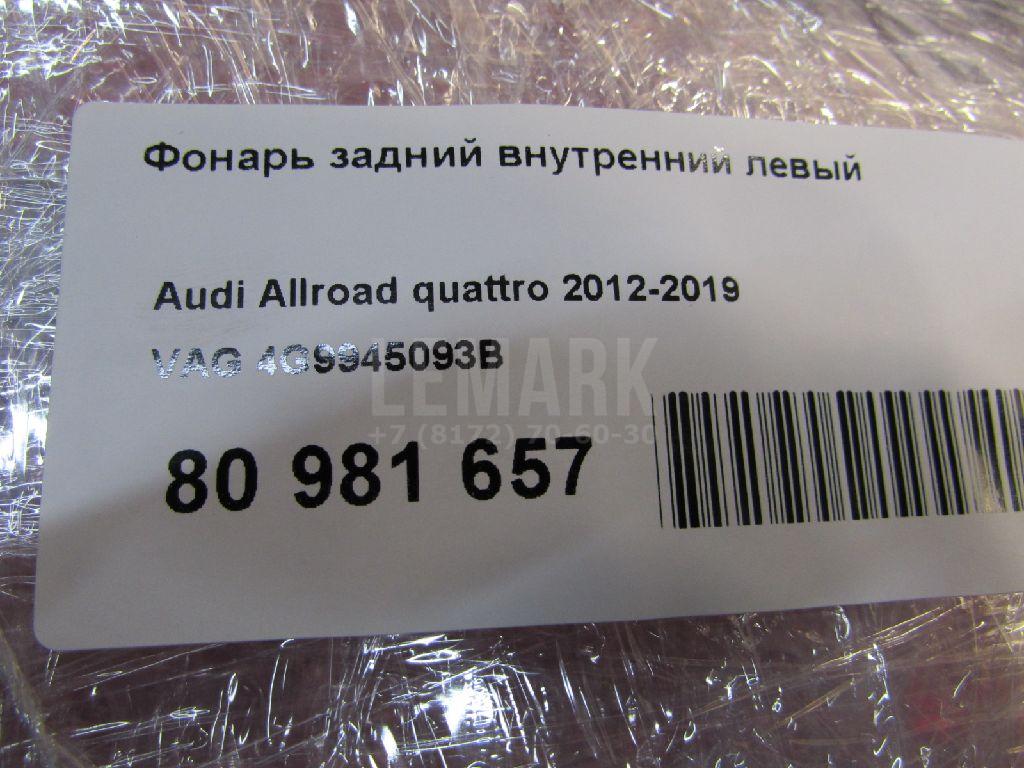 Фонарь задний внутренний левый
Audi Allroad quattro 2012-2019
VAG 4G9945093B
LEMARK
+7 (8172) 70-60-30
80 981 657